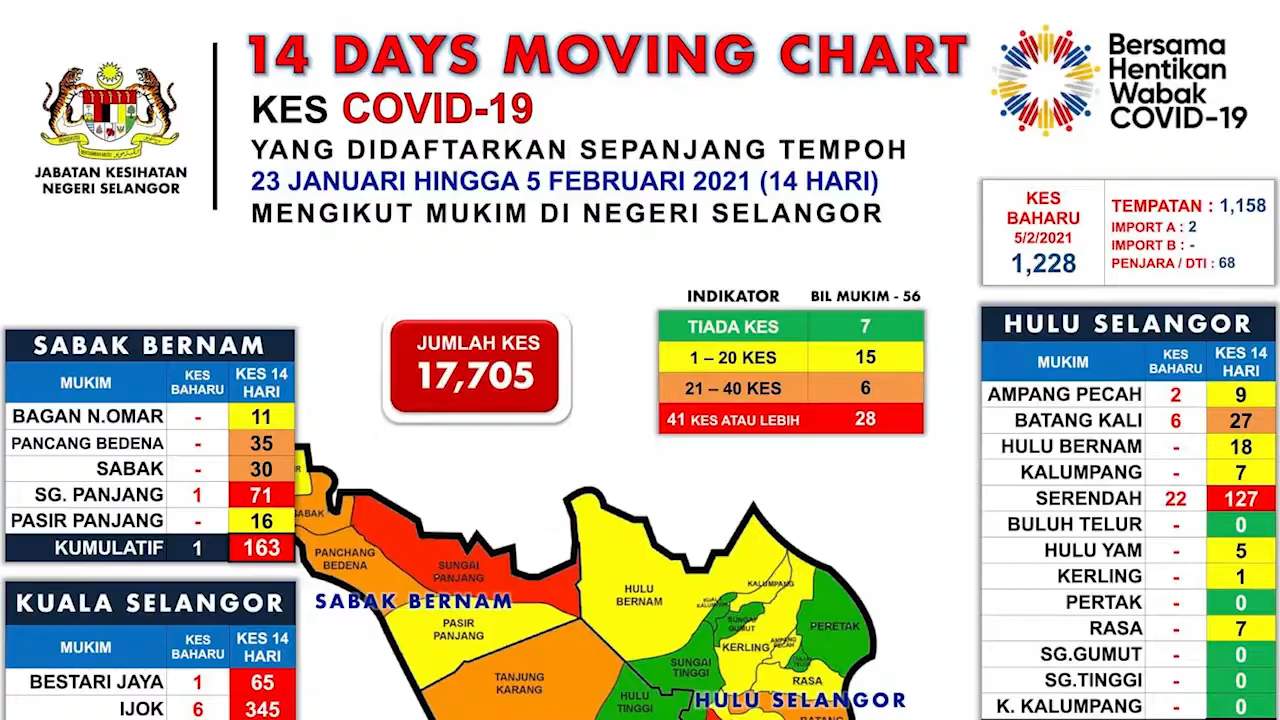 14 DAYS MOVING CHART
KES COVID-19
YANG DIDAFTARKAN SEPANJANG TEMPOH
23 JANUARI HINGGA 5 FEBRUARI 2021 (14 HARI)
MENGIKUT MUKIM DI NEGERI SELANGOR
JABATAN KESIHATAN
NEGERI SELANGOR
Bersama
Hentikan
Wabak
COVID-19
KES
BAHARU
5/2/2021
1,228
TEMPATAN : 1,158
IMPORT A : 2
IMPORT B : -
PENJARA / DTI : 68
JUMLAH KES
17,705
INDIKATOR BIL MUKIM - 56
TIADA KES 7
1 – 20 KES 15
21 – 40 KES 6
41 KES ATAU LEBIH 28
SABAK BERNAM
MUKIM KES BAHARU KES 14 HARI
BAGAN N.OMAR - 11
PANCANG BEDENA - 35
SABAK - 30
SG. PANJANG 1 71
PASIR PANJANG - 16
KUMULATIF 1 163
KUALA SELANGOR
MUKIM KES BAHARU KES 14 HARI
BESTARI JAYA 1 65
IJOK 6 345
HULU SELANGOR
MUKIM KES BAHARU KES 14 HARI
AMPANG PECAH 2 9
BATANG KALI 6 27
HULU BERNAM - 18
KALUMPANG - 7
SERENDAH 22 127
BULUH TELUR - 0
HULU YAM - 5
KERLING - 1
PERTAK - 0
RASA - 7
SG.GUMUT - 0
SG.TINGGI - 0
K. KALUMPANG - 0
PANCHANG
BEDENA
SUNGAI
PANJANG
SABAK BERNAM
PASIR
PANJANG
TANJUNG
KARANG
HULU
BERNAM
KALUMPANG
SUNGAI
GUMUT
PERETAK
KERLING
AMPANG
PECAH
SUNGAI
TINGGI
RASA
HULU
TINGGI
HULU SELANGOR